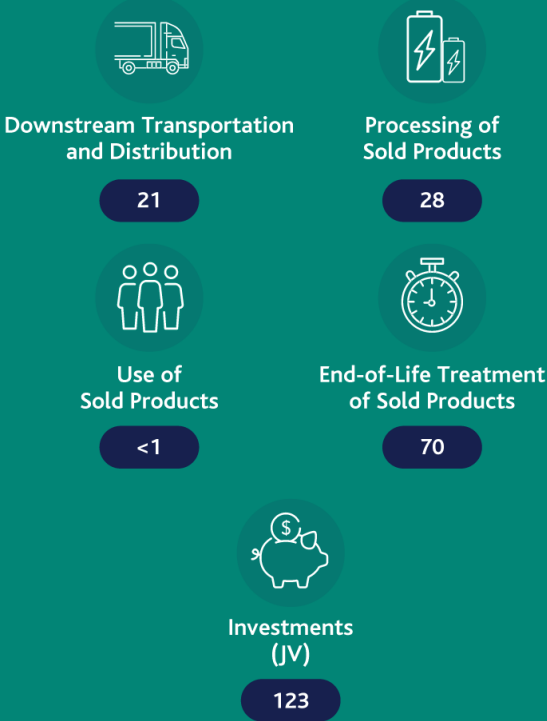 Downstream Transportation
and Distribution
21
Processing of
Sold Products
28
Use of
Sold Products
<1
End-of-Life Treatment
of Sold Products
70
$
Investments
(JV)
123